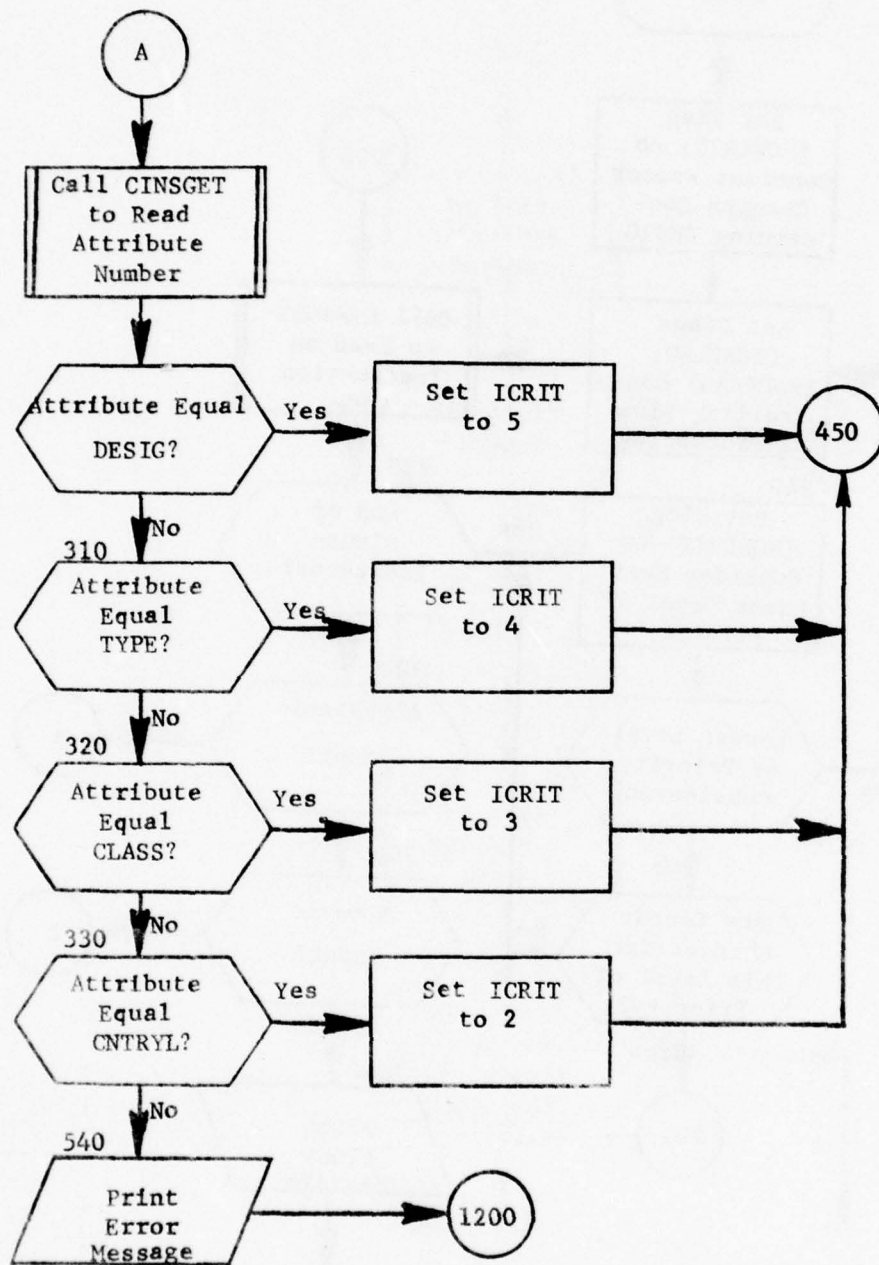 A
Call CINSGET
to Read
Attribute
Number
Attribute Equal
DESIG?
Yes
Set ICRIT
to 5
450
No
310
Attribute
Equal
TYPE?
Yes
Set ICRIT
to 4
No
320
Attribute
Equal
CLASS?
Yes
Set ICRIT
to 3
No
330
Attribute
Equal
CNTRYL?
Yes
Set ICRIT
to 2
No
540
Print
Error
Message
1200